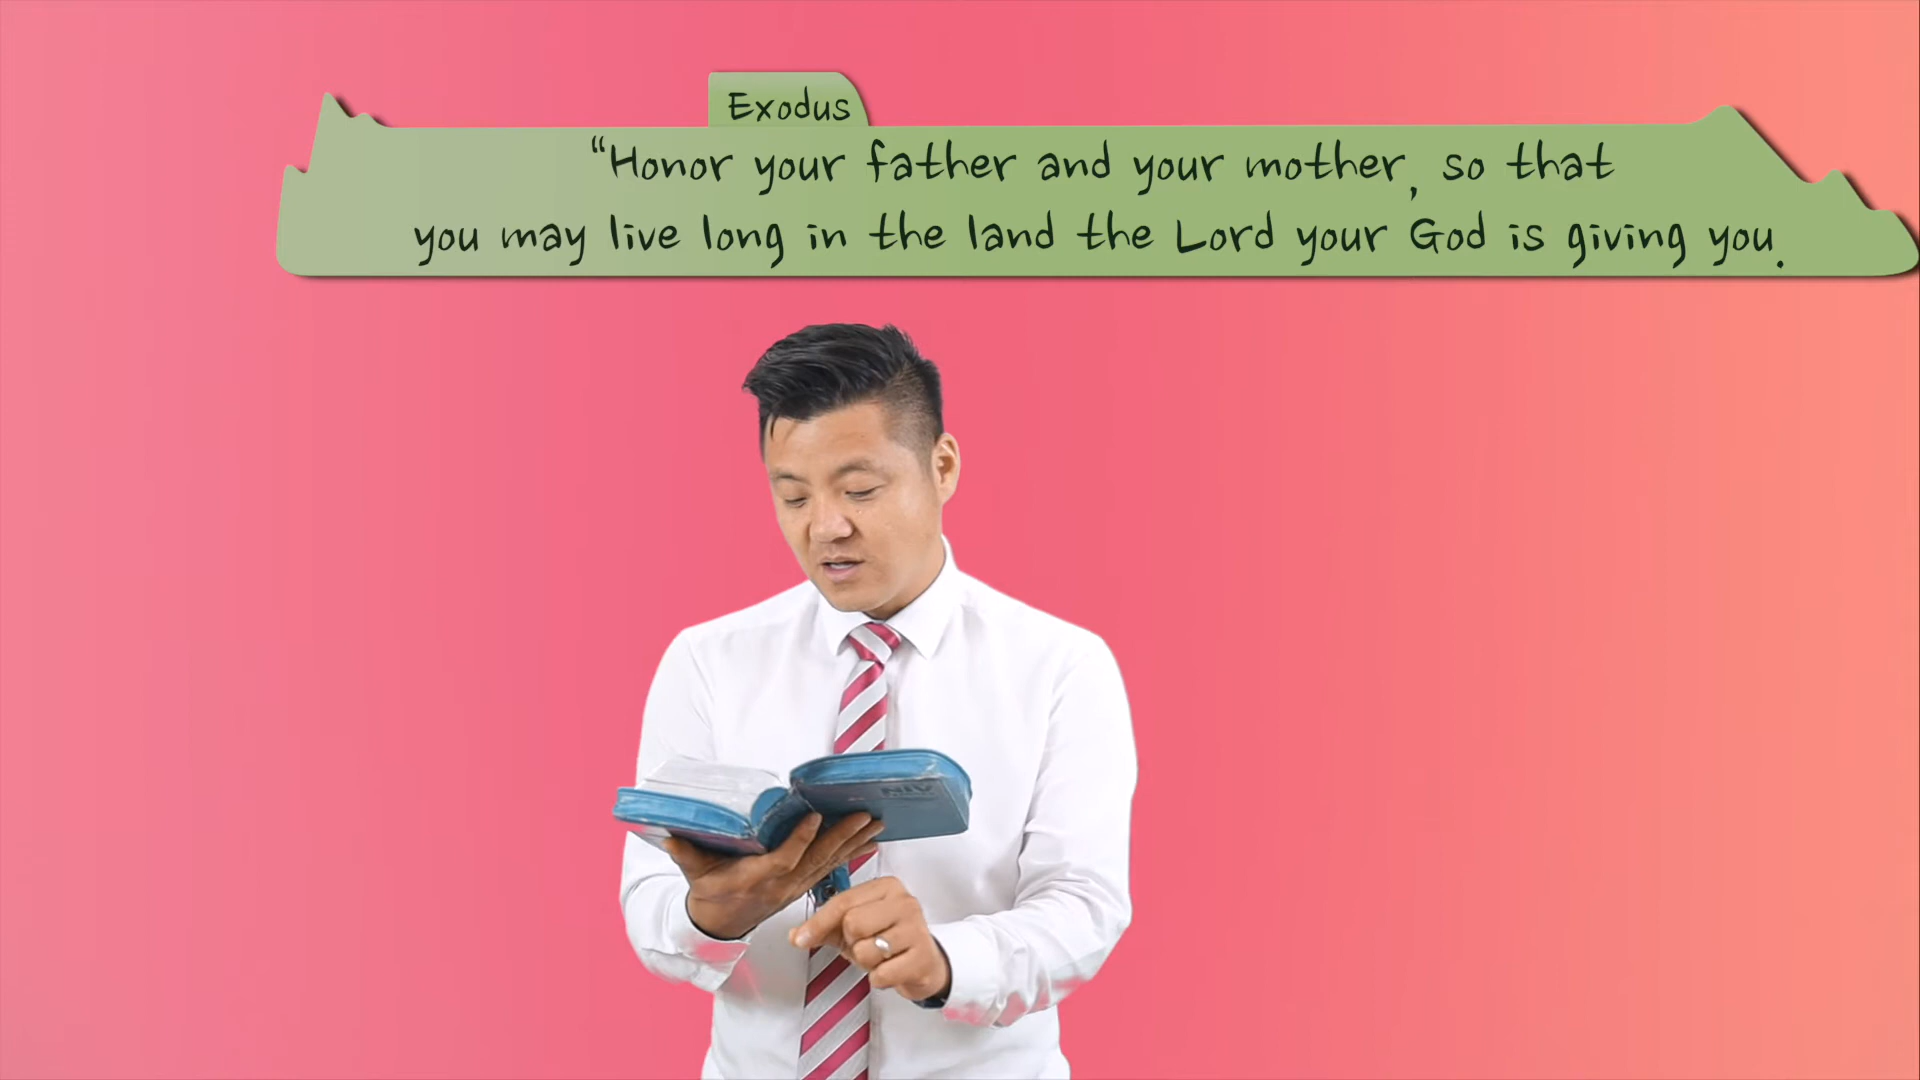 Exodus
“Honor your father and your mother, so that
you may live long in the land the Lord your God is giving you.
NIV